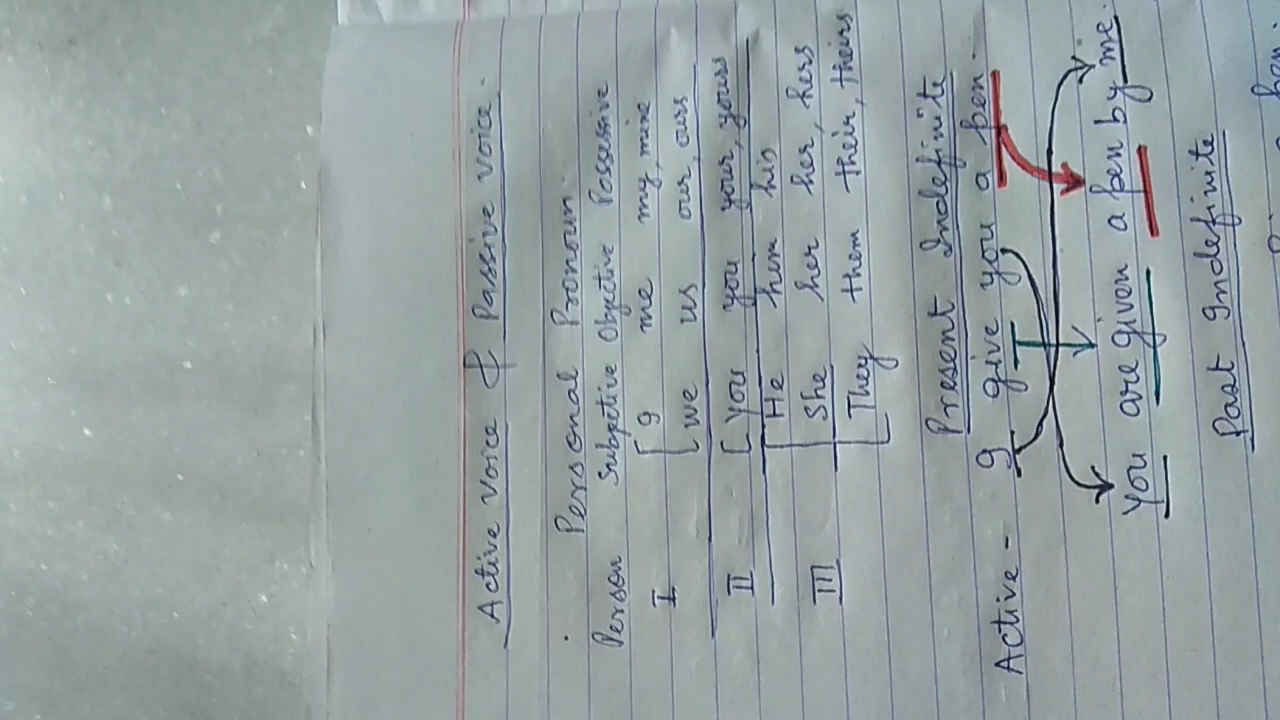 Active voice & Passive voice.
Personal Pronoun
Person Subjective Objective Possessive
I I me my, mine
we us our, ours
II You you your, yours
He him his
III She her her, hers
They them their, theirs
Present Indefinite
Active - I give you a pen.
You are given a pen by me.
Past Indefinite
pen.